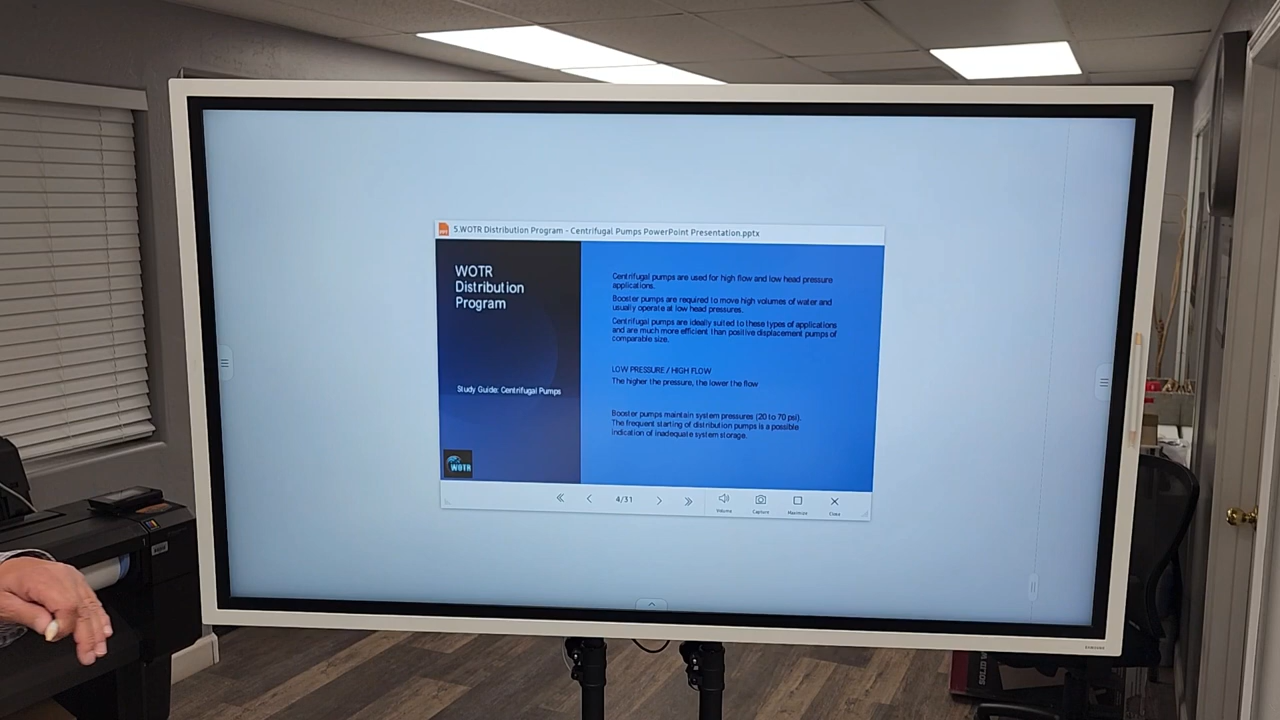 5.WOTR Distribution Program - Centrifugal Pumps PowerPoint Presentation.pptx
WOTR
Distribution
Program
Study Guide: Centrifugal Pumps
WOTR
Centrifugal pumps are used for high flow and low head pressure
applications.
Booster pumps are required to move high volumes of water and
usually operate at low head pressures.
Centrifugal pumps are ideally suited to these types of applications
and are much more efficient than positive displacement pumps of
comparable size.
LOW PRESSURE / HIGH FLOW
The higher the pressure, the lower the flow
Booster pumps maintain system pressures (20 to 70 psi).
The frequent starting of distribution pumps is a possible
indication of inadequate system storage.
4/31
Volume
Capture
Maximize
Close
SAMSUNG
SOLID